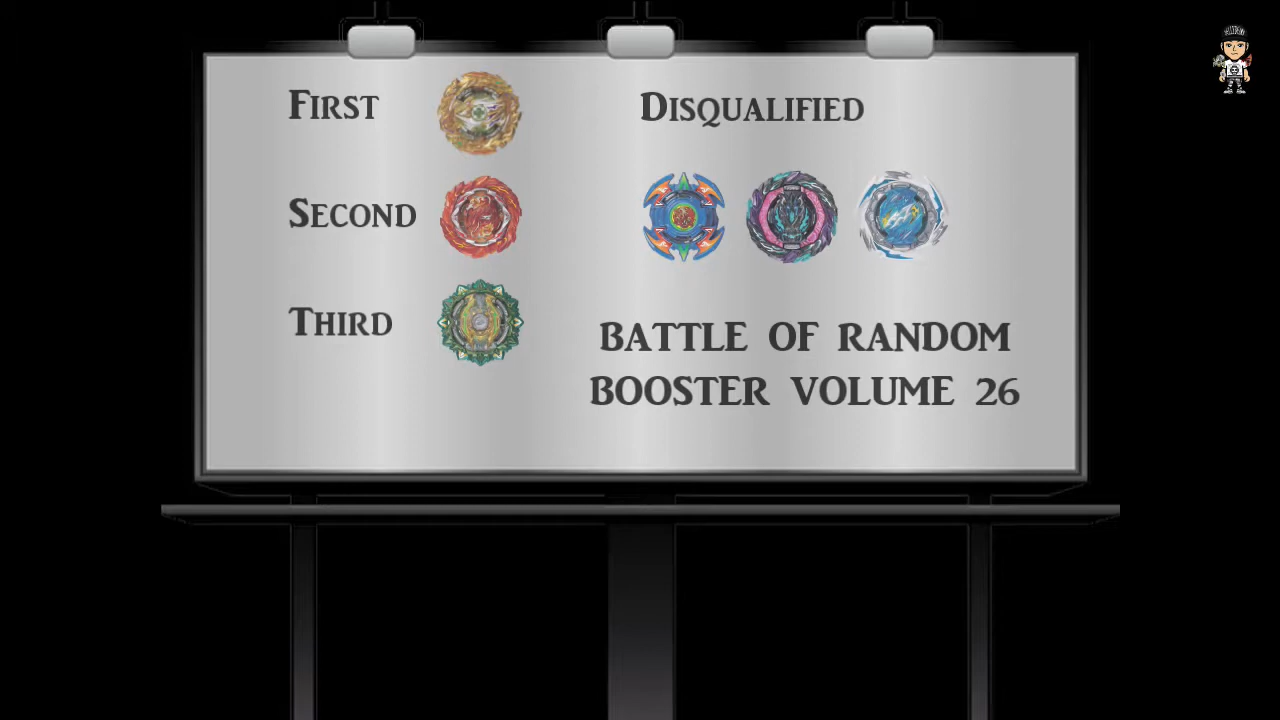 First
Disqualified
Second
Third
BATTLE OF RANDOM
BOOSTER VOLUME 26